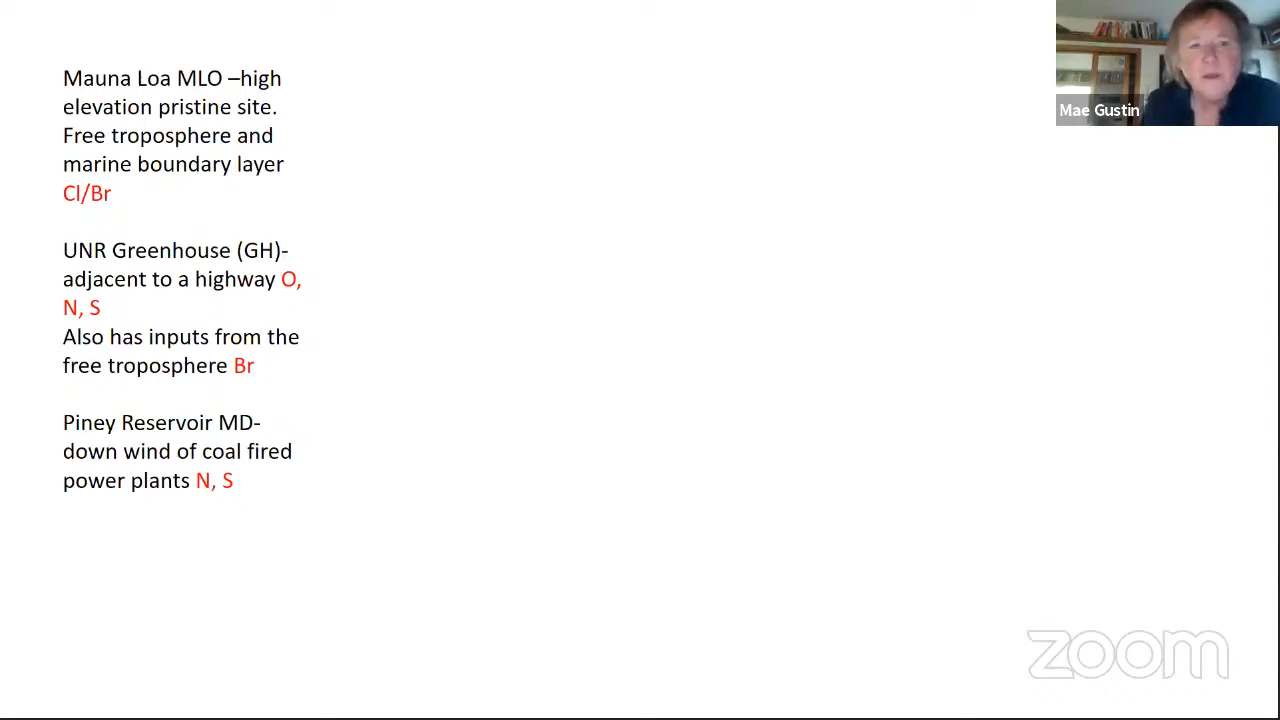 Mauna Loa MLO –high
elevation pristine site.
Free troposphere and
marine boundary layer
Cl/Br
UNR Greenhouse (GH)-
adjacent to a highway O,
N, S
Also has inputs from the
free troposphere Br
Piney Reservoir MD-
down wind of coal fired
power plants N, S
Mae Gustin
zoom